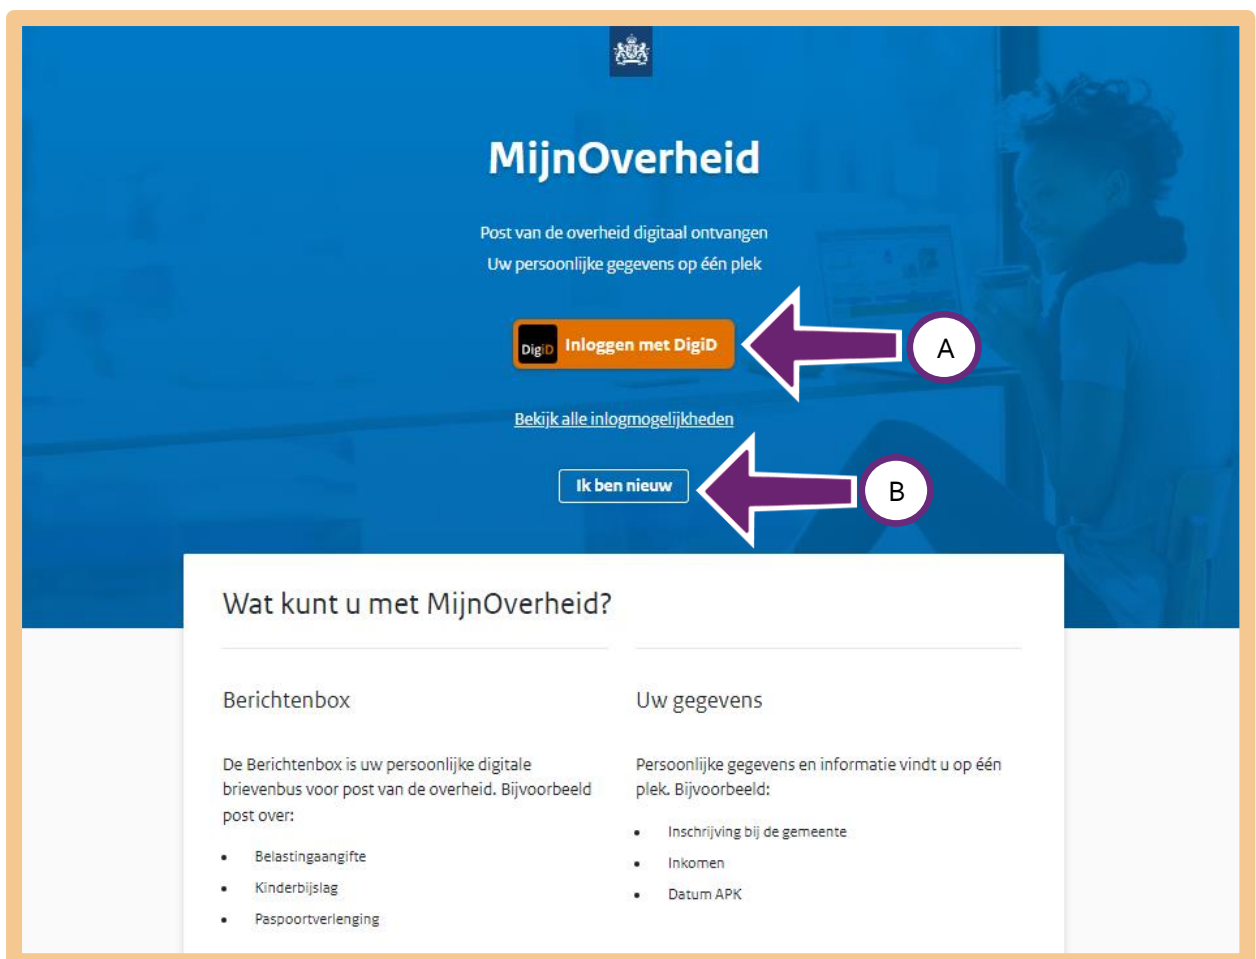 MijnOverheid
Post van de overheid digitaal ontvangen
Uw persoonlijke gegevens op één plek
DigiD Inloggen met DigiD
A
Bekijk alle inlogmogelijkheden
Ik ben nieuw
B
Wat kunt u met MijnOverheid?
Berichtenbox
De Berichtenbox is uw persoonlijke digitale
brievenbus voor post van de overheid. Bijvoorbeeld
post over:
• Belastingaangifte
• Kinderbijslag
• Paspoortverlenging
Uw gegevens
Persoonlijke gegevens en informatie vindt u op één
plek. Bijvoorbeeld:
• Inschrijving bij de gemeente
• Inkomen
• Datum APK